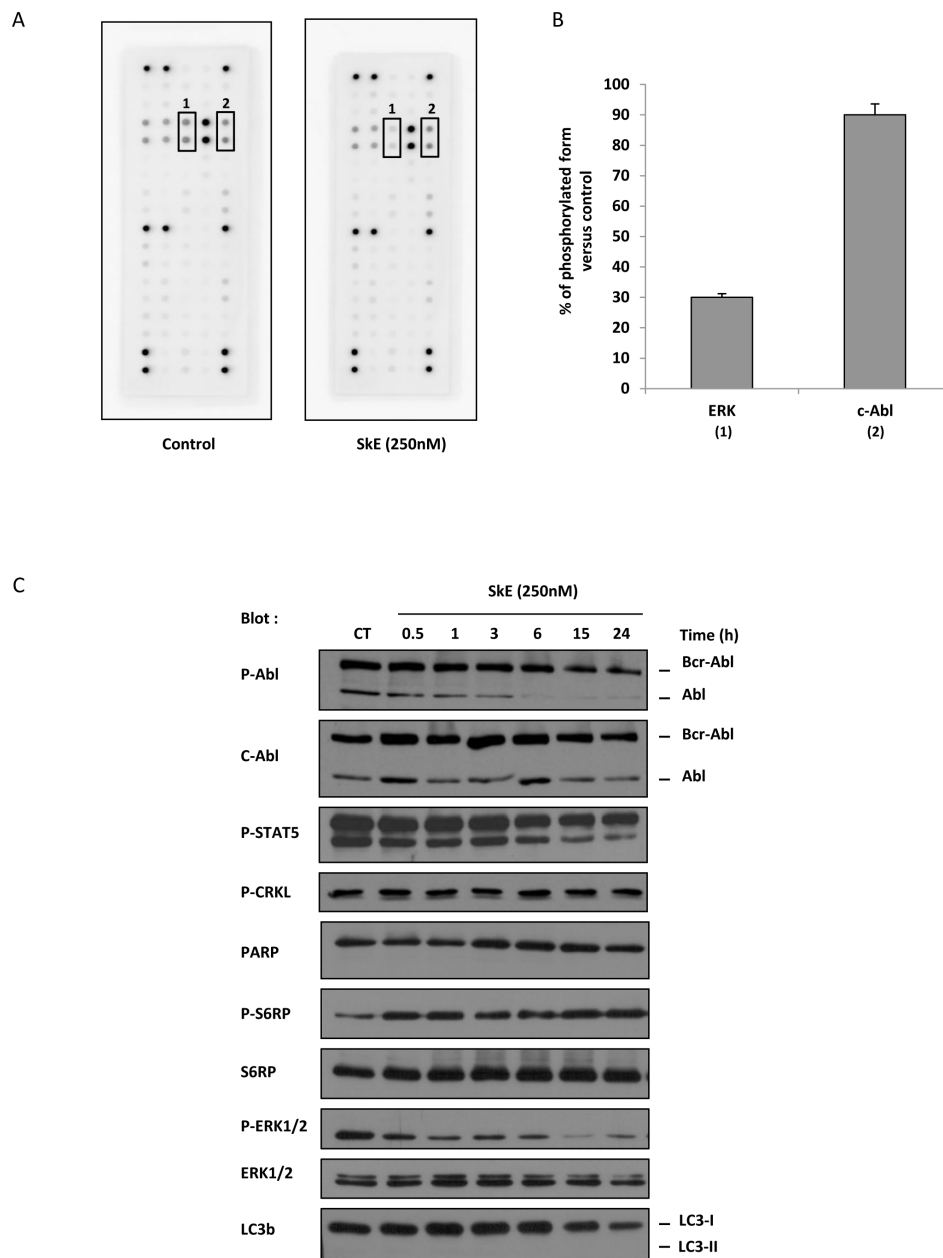 A
1
2
Control
1
2
SkE (250nM)
B
% of phosphorylated form
versus control
100
90
80
70
60
50
40
30
20
10
0
ERK
(1)
c-Abl
(2)
C
SkE (250nM)
Blot :
CT 0.5 1 3 6 15 24 Time (h)
P-Abl
Bcr-Abl
Abl
C-Abl
Bcr-Abl
Abl
P-STAT5
P-CRKL
PARP
P-S6RP
S6RP
P-ERK1/2
ERK1/2
LC3b
LC3-I
LC3-II